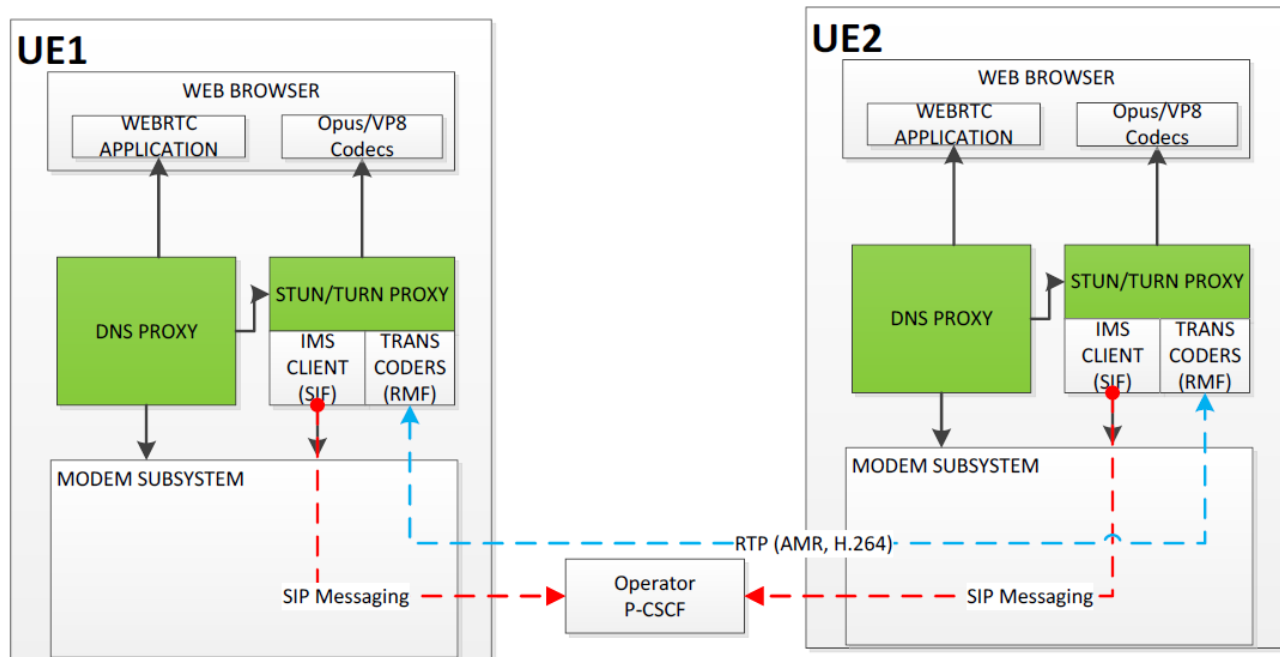 UE1
WEB BROWSER
WEBRTC
APPLICATION
Opus/VP8
Codecs
DNS PROXY
STUN/TURN PROXY
IMS
CLIENT
(SIF)
TRANS
CODERS
(RMF)
MODEM SUBSYSTEM
SIP Messaging
RTP (AMR, H.264)
Operator
P-CSCF
UE2
WEB BROWSER
WEBRTC
APPLICATION
Opus/VP8
Codecs
DNS PROXY
STUN/TURN PROXY
IMS
CLIENT
(SIF)
TRANS
CODERS
(RMF)
MODEM SUBSYSTEM
SIP Messaging